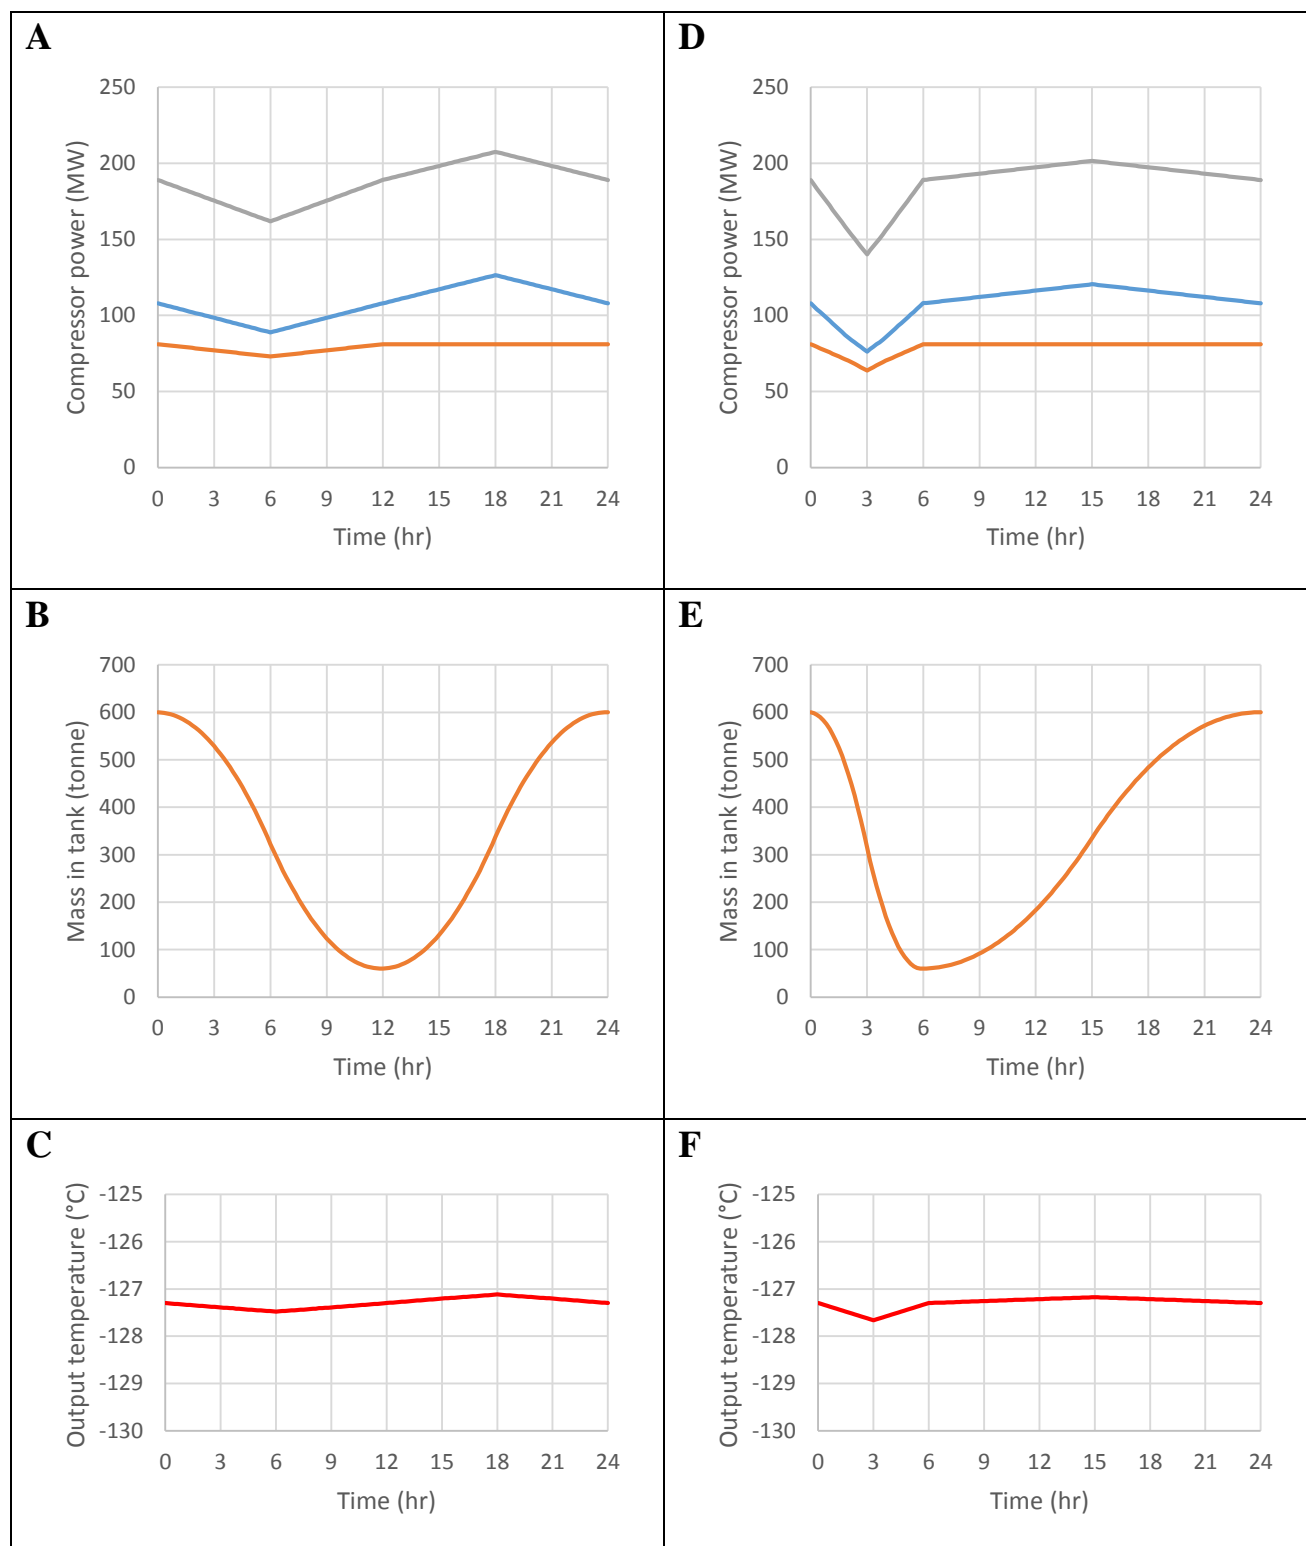 A
250
200
150
100
50
0
Compressor power (MW)
0 3 6 9 12 15 18 21 24
Time (hr)
D
250
200
150
100
50
0
Compressor power (MW)
0 3 6 9 12 15 18 21 24
Time (hr)
B
700
600
500
400
300
200
100
0
Mass in tank (tonne)
0 3 6 9 12 15 18 21 24
Time (hr)
E
700
600
500
400
300
200
100
0
Mass in tank (tonne)
0 3 6 9 12 15 18 21 24
Time (hr)
C
-125
-126
-127
-128
-129
-130
Output temperature (°C)
0 3 6 9 12 15 18 21 24
Time (hr)
F
-125
-126
-127
-128
-129
-130
Output temperature (°C)
0 3 6 9 12 15 18 21 24
Time (hr)